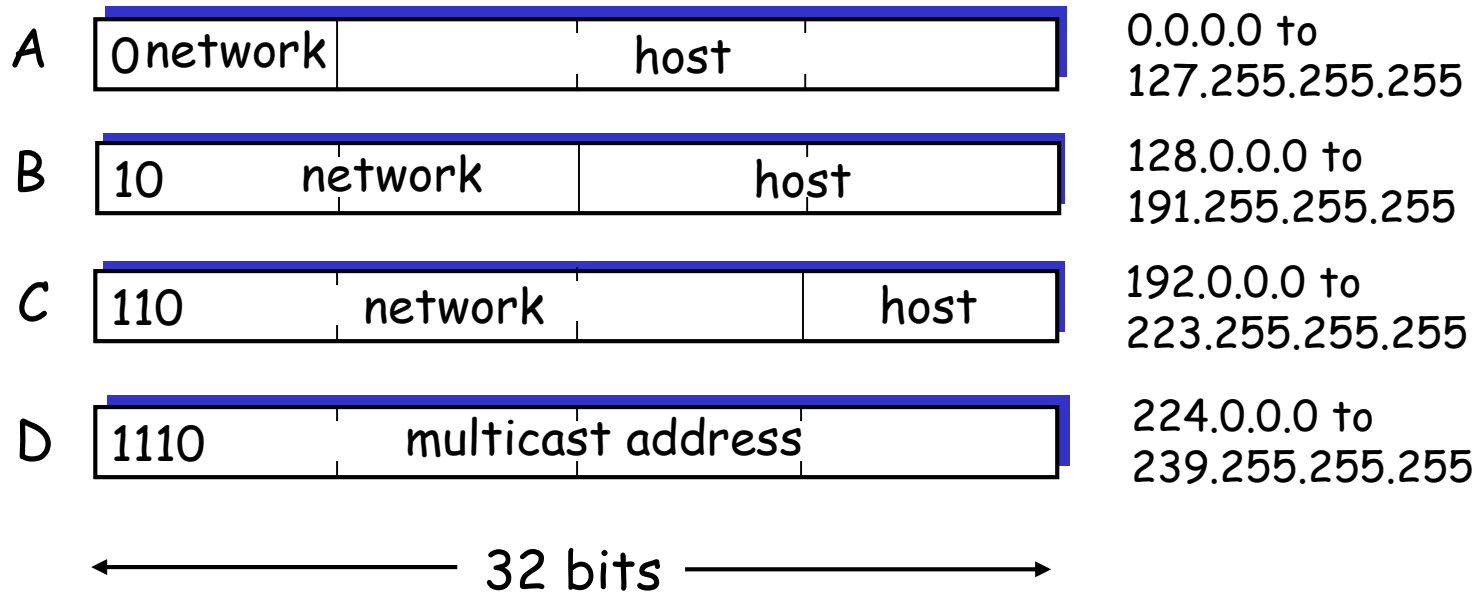 A 0 network host 0.0.0.0 to
127.255.255.255
B 10 network host 128.0.0.0 to
191.255.255.255
C 110 network host 192.0.0.0 to
223.255.255.255
D 1110 multicast address 224.0.0.0 to
239.255.255.255
32 bits